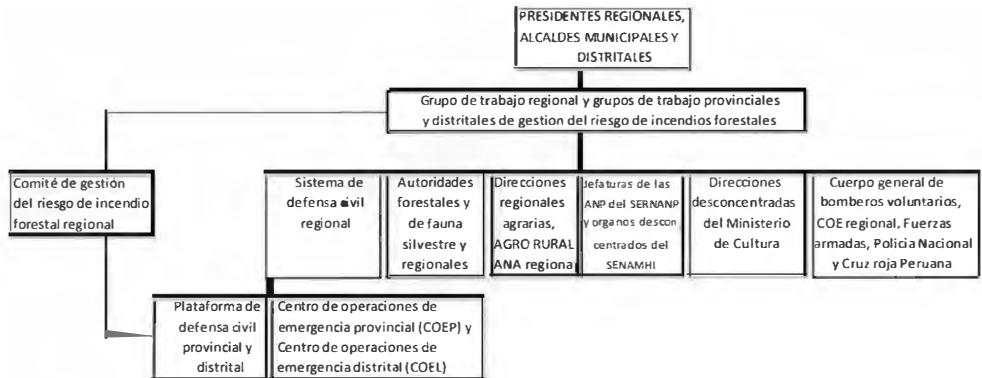 PRESIDENTES REGIONALES,
ALCALDES MUNICIPALES Y
DISTRITALES
Grupo de trabajo regional y grupos de trabajo provinciales
y distritales de gestion del riesgo de incendios forestales
Comité de gestión
del riesgo de incendio
forestal regional
Sistema de
defensa civil
regional
Autoridades
forestales y
de fauna
silvestre y
regionales
Direcciones
regionales
agrarias,
AGRO RURAL
ANA regional
Jefaturas de las
ANP del SERNANP
y organos descon
centrados del
SENAMHI
Direcciones
desconcentradas
del Ministerio
de Cultura
Cuerpo general de
bomberos voluntarios,
COE regional, Fuerzas
armadas, Policia Nacional
y Cruz roja Peruana
Plataforma de
defensa civil
provincial y
distrital
Centro de operaciones de
emergencia provincial (COEP) y
Centro de operaciones de
emergencia distrital (COEL)